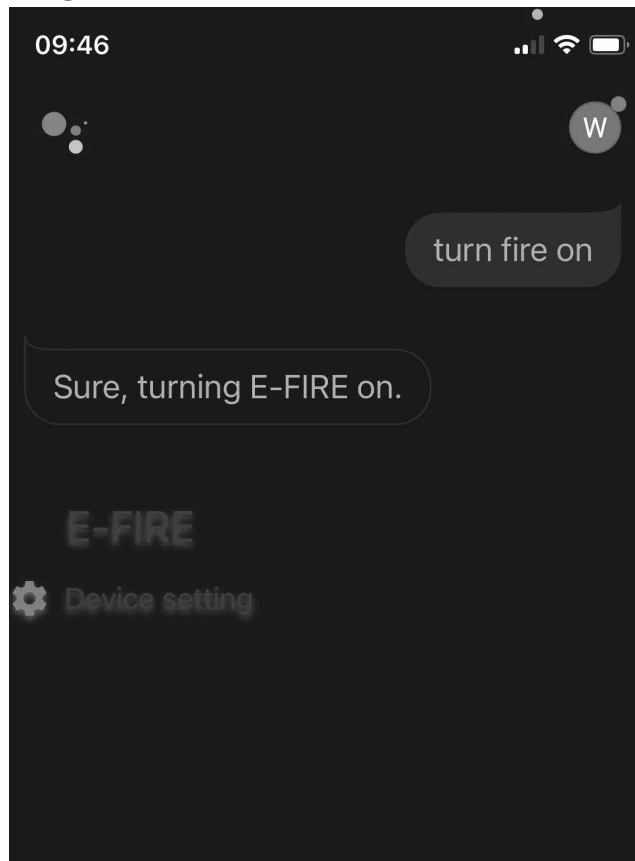 09:46
W
turn fire on
Sure, turning E-FIRE on.
E-FIRE
Device setting